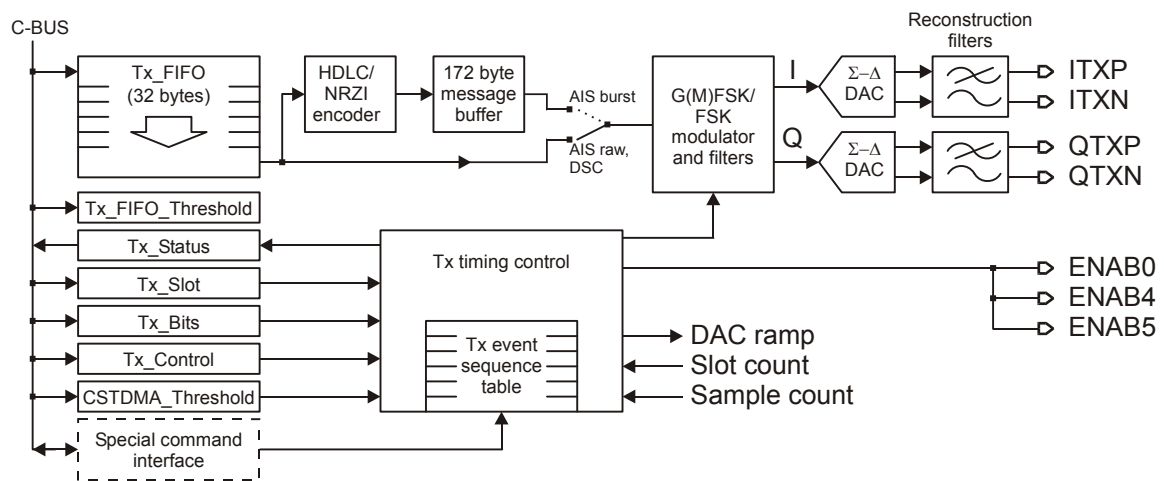 C-BUS
Tx_FIFO
(32 bytes)
HDLC/
NRZI
encoder
172 byte
message
buffer
AIS burst
AIS raw,
DSC
G(M)FSK/
FSK
modulator
and filters
I
Q
Σ–Δ
DAC
Σ–Δ
DAC
Reconstruction
filters
ITXP
ITXN
QTXP
QTXN
Tx_FIFO_Threshold
Tx_Status
Tx_Slot
Tx_Bits
Tx_Control
CSTDMA_Threshold
Special command
interface
Tx timing control
Tx event
sequence
table
ENAB0
ENAB4
ENAB5
DAC ramp
Slot count
Sample count